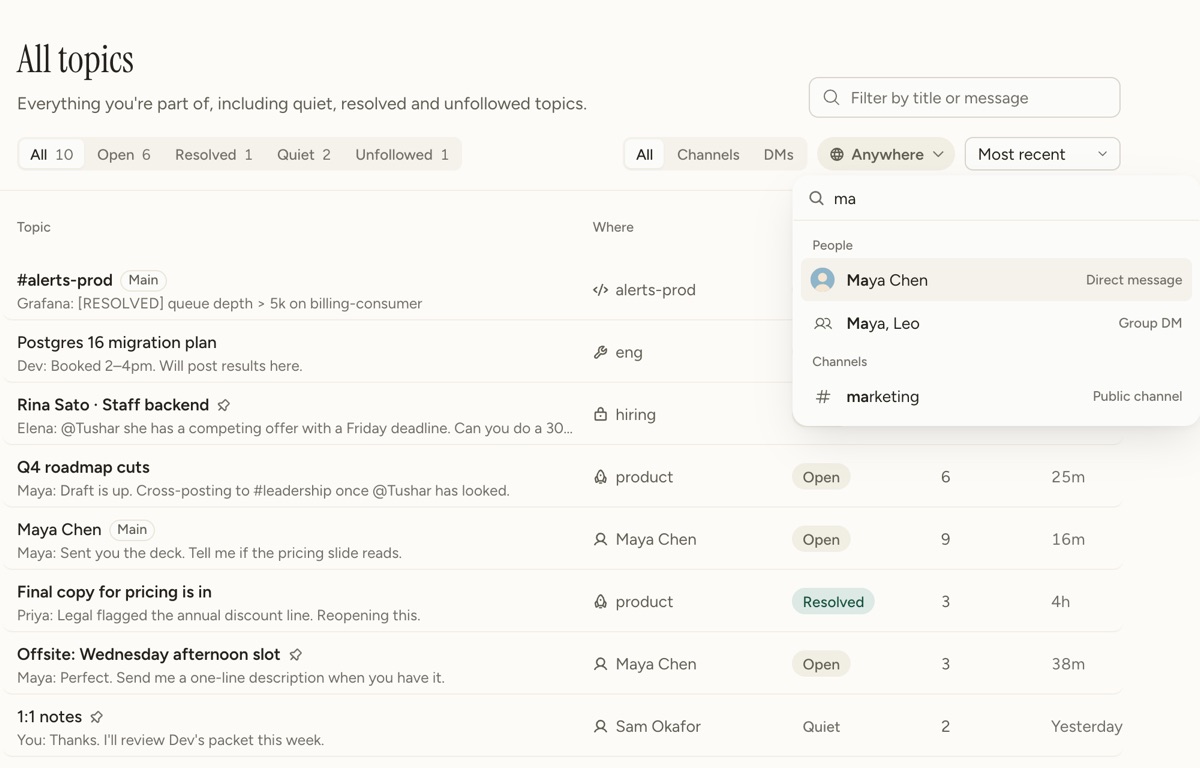 All topics
Everything you're part of, including quiet, resolved and unfollowed topics.
Filter by title or message
All 10 Open 6 Resolved 1 Quiet 2 Unfollowed 1
All Channels DMs Anywhere Most recent
ma
Topic Where
People
#alerts-prod Main
Grafana: [RESOLVED] queue depth > 5k on billing-consumer
alerts-prod
Maya Chen Direct message
Maya, Leo Group DM
Postgres 16 migration plan
Dev: Booked 2–4pm. Will post results here.
eng
Channels
marketing Public channel
Rina Sato · Staff backend
Elena: @Tushar she has a competing offer with a Friday deadline. Can you do a 30...
hiring
Q4 roadmap cuts
Maya: Draft is up. Cross-posting to #leadership once @Tushar has looked.
product Open 6 25m
Maya Chen Main
Maya: Sent you the deck. Tell me if the pricing slide reads.
Maya Chen Open 9 16m
Final copy for pricing is in
Priya: Legal flagged the annual discount line. Reopening this.
product Resolved 3 4h
Offsite: Wednesday afternoon slot
Maya: Perfect. Send me a one-line description when you have it.
Maya Chen Open 3 38m
1:1 notes
You: Thanks. I'll review Dev's packet this week.
Sam Okafor Quiet 2 Yesterday